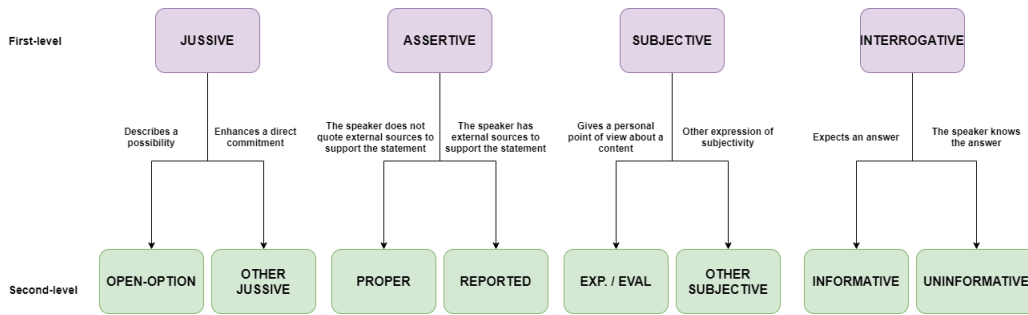 First-level
JUSSIVE
ASSERTIVE
SUBJECTIVE
INTERROGATIVE
Describes a
possibility
Enhances a direct
commitment
The speaker does not
quote external sources to
support the statement
The speaker has
external sources to
support the statement
Gives a personal
point of view about a
content
Other expression of
subjectivity
Expects an answer
The speaker knows
the answer
Second-level
OPEN-OPTION
OTHER
JUSSIVE
PROPER
REPORTED
EXP. / EVAL
OTHER
SUBJECTIVE
INFORMATIVE
UNINFORMATIVE